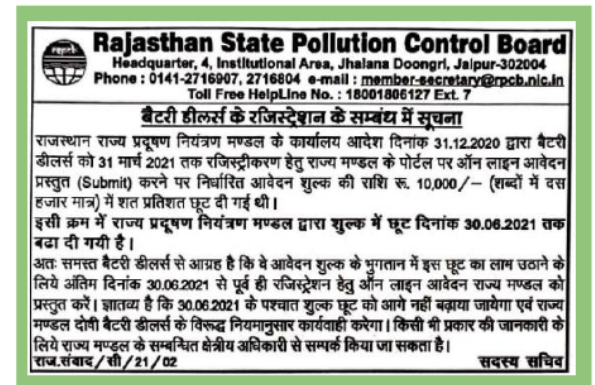 Rajasthan State Pollution Control Board
Headquarter, 4, Institutional Area, Jhalana Doongri, Jaipur-302004
Phone : 0141-2716907, 2716804 e-mail : member-secretary@rpcb.nic.in
Toll Free HelpLine No. : 18001806127 Ext. 7
बैटरी डीलर्स के रजिस्ट्रेशन के सम्बंध में सूचना
राजस्थान राज्य प्रदूषण नियंत्रण मण्डल के कार्यालय आदेश दिनांक 31.12.2020 द्वारा बैटरी
डीलर्स को 31 मार्च 2021 तक रजिस्ट्रीकरण हेतु राज्य मण्डल के पोर्टल पर ऑन लाइन आवेदन
प्रस्तुत (Submit) करने पर निर्धारित आवेदन शुल्क की राशि रू. 10,000/– (शब्दों में दस
हजार मात्र) में शत प्रतिशत छूट दी गई थी।
इसी क्रम में राज्य प्रदूषण नियंत्रण मण्डल द्वारा शुल्क में छूट दिनांक 30.06.2021 तक
बढा दी गयी है।
अतः समस्त बैटरी डीलर्स से आग्रह है कि वे आवेदन शुल्क के भुगतान में इस छूट का लाभ उठाने के
लिये अंतिम दिनांक 30.06.2021 से पूर्व ही रजिस्ट्रेशन हेतु ऑन लाइन आवेदन राज्य मण्डल को
प्रस्तुत करें। ज्ञातव्य है कि 30.06.2021 के पश्चात शुल्क छूट को आगे नहीं बढ़ाया जायेगा एवं राज्य
मण्डल दोषी बैटरी डीलर्स के विरूद्ध नियमानुसार कार्यवाही करेगा। किसी भी प्रकार की जानकारी के
लिये राज्य मण्डल के सम्बन्धित क्षेत्रीय अधिकारी से सम्पर्क किया जा सकता है।
राज.संवाद/सी/21/02 सदस्य सचिव